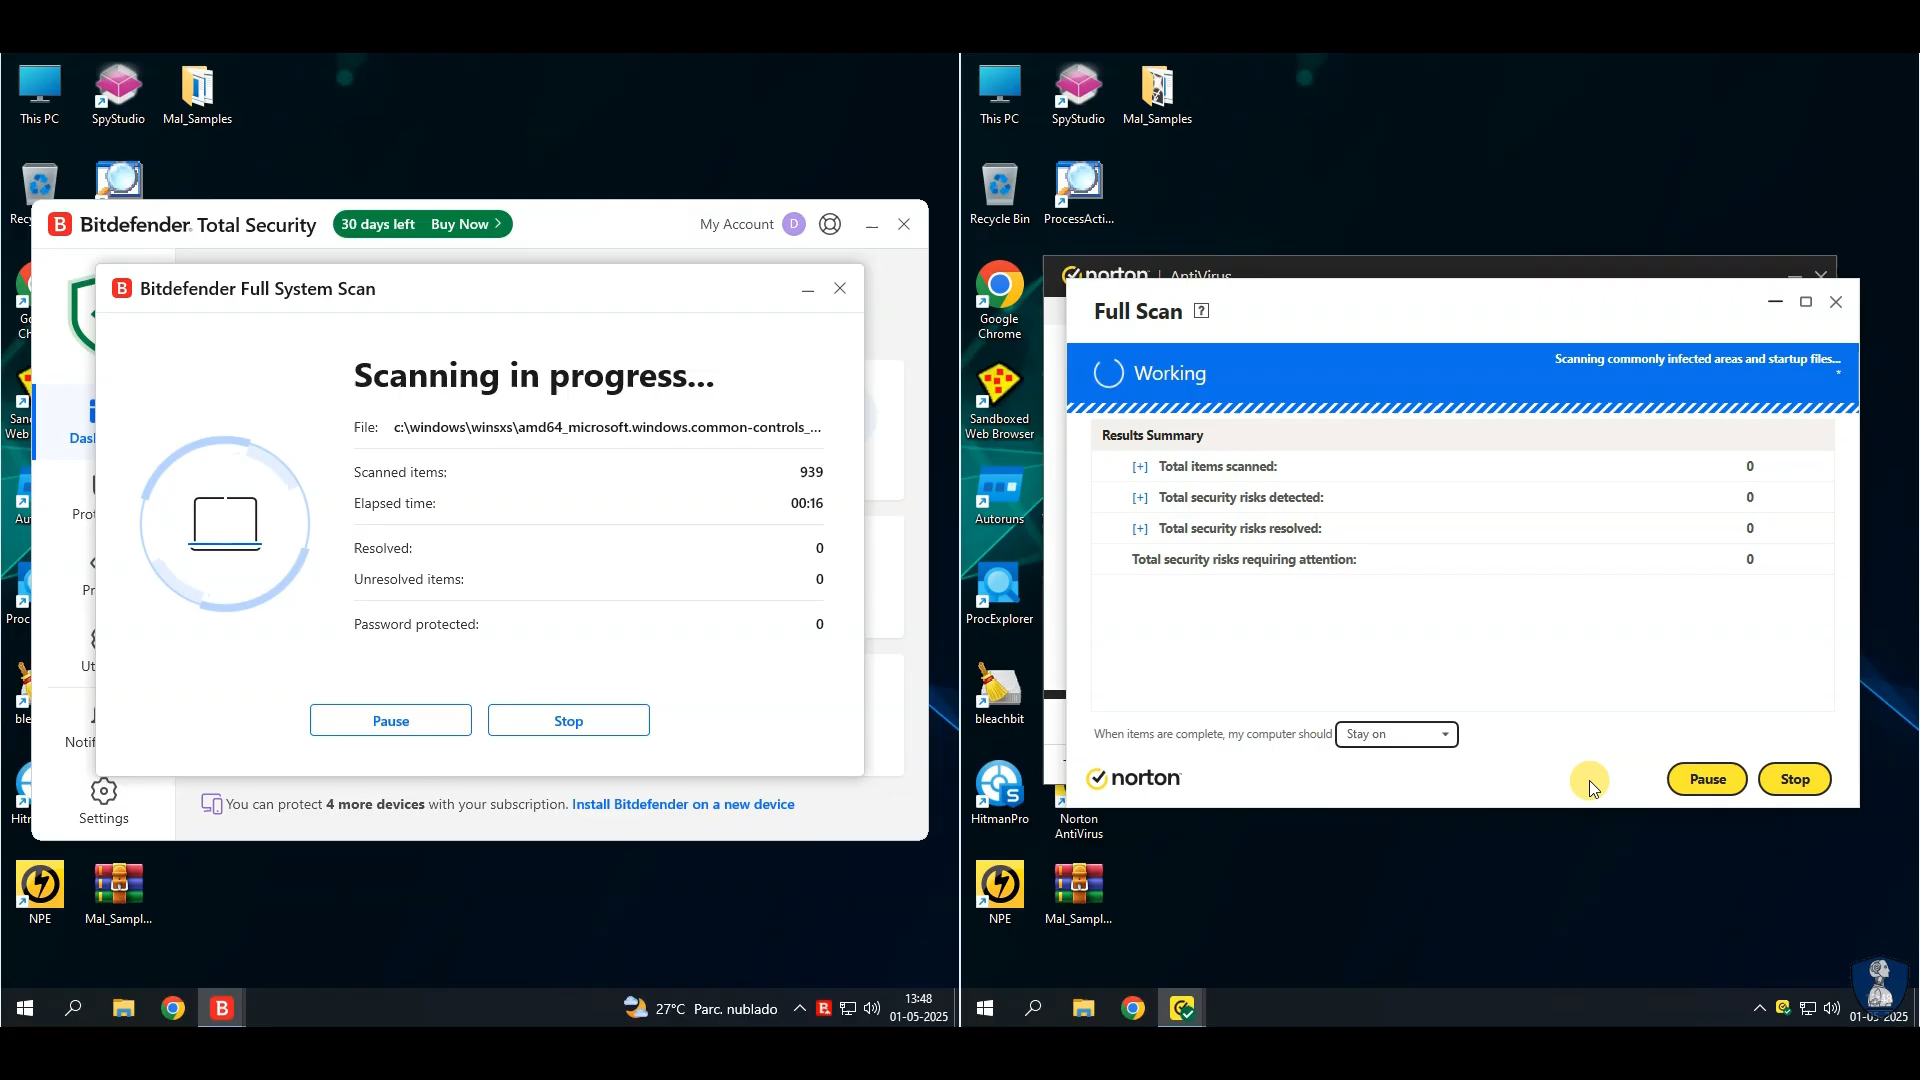 This PC
SpyStudio
Mal_Samples
Bitdefender Total Security
30 days left Buy Now
My Account D
B Bitdefender Full System Scan
Scanning in progress...
File: c:\windows\winsxs\amd64_microsoft.windows.common-controls_...
Scanned items: 939
Elapsed time: 00:16
Resolved: 0
Unresolved items: 0
Password protected: 0
Pause Stop
Settings
You can protect 4 more devices with your subscription. Install Bitdefender on a new device
NPE
Mal_Sampl...
27°C Parc. nublado
13:48
01-05-2025
This PC
SpyStudio
Mal_Samples
Recycle Bin
ProcessActi...
Google
Chrome
Sandboxed
Web Browser
Autoruns
ProcExplorer
bleachbit
HitmanPro
Norton
AntiVirus
NPE
Mal_Sampl...
norton | AntiVirus
Full Scan ?
Working
Scanning commonly infected areas and startup files...
*
Results Summary
[+] Total items scanned: 0
[+] Total security risks detected: 0
[+] Total security risks resolved: 0
Total security risks requiring attention: 0
When items are complete, my computer should Stay on
norton
Pause Stop
01-05-2025